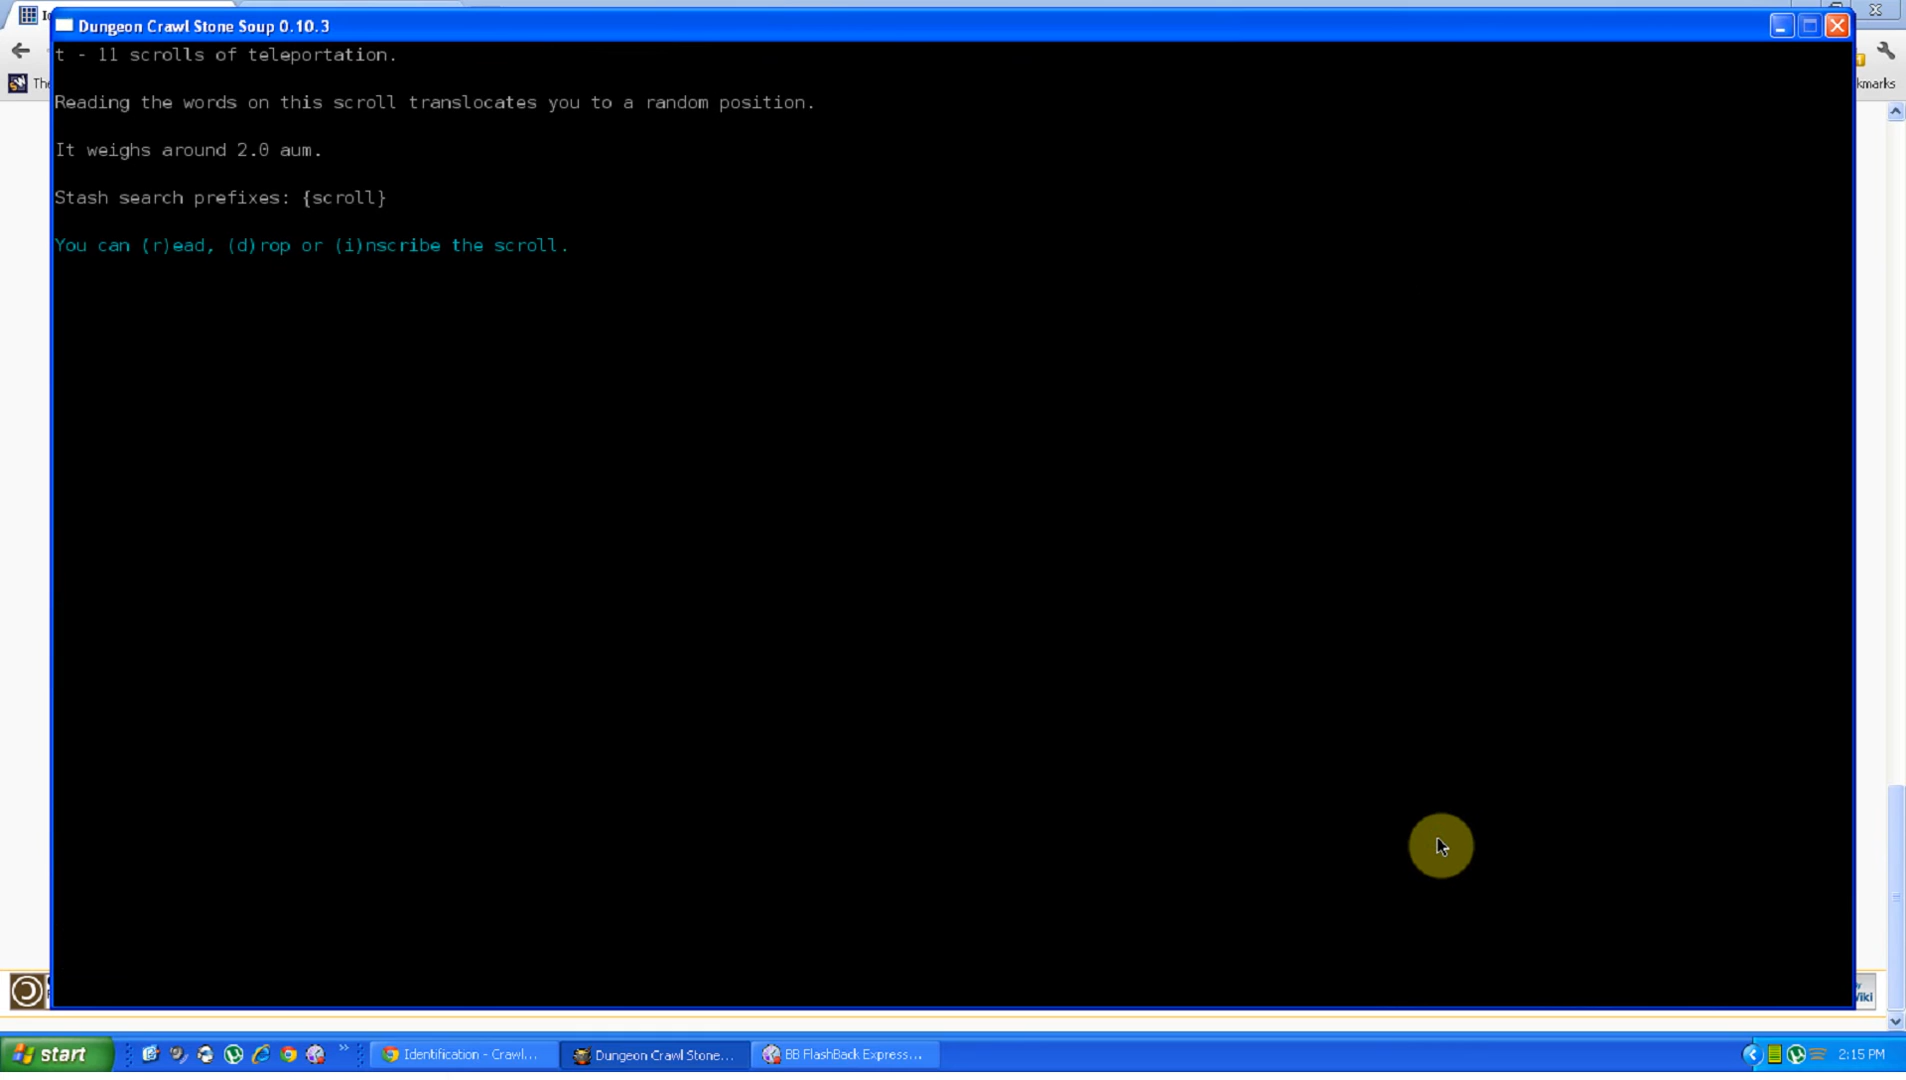 Dungeon Crawl Stone Soup 0.10.3
t - 11 scrolls of teleportation.
Reading the words on this scroll translocates you to a random position.
It weighs around 2.0 aum.
Stash search prefixes: {scroll}
You can (r)ead, (d)rop or (i)nscribe the scroll.
kmarks
start
Identification - Crawl...
Dungeon Crawl Stone...
BB FlashBack Express...
2:15 PM